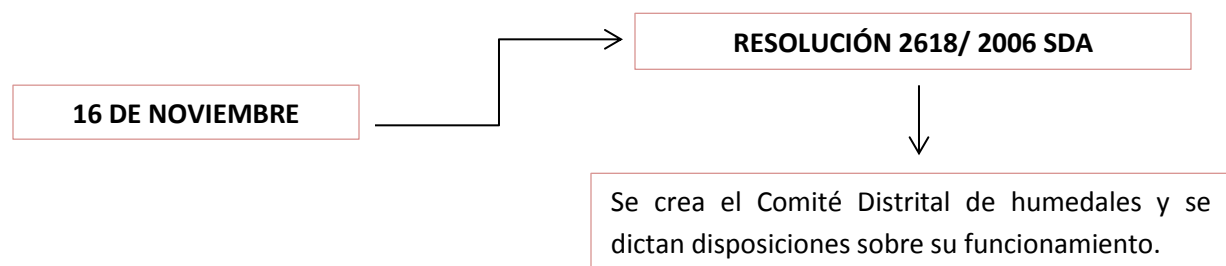 RESOLUCIÓN 2618/ 2006 SDA
16 DE NOVIEMBRE
Se crea el Comité Distrital de humedales y se
dictan disposiciones sobre su funcionamiento.